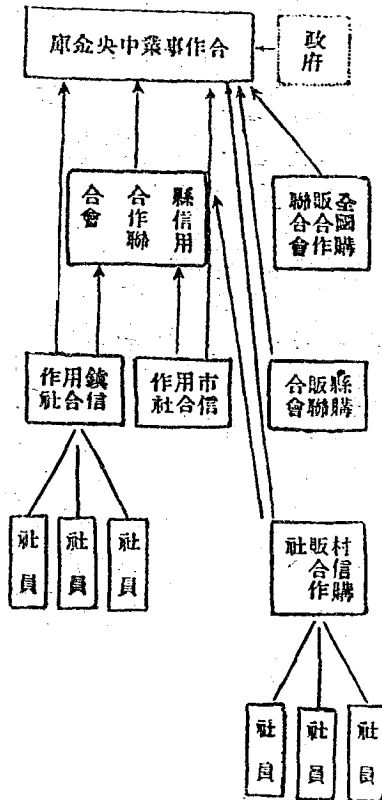 政府
合作事業中央金庫
全國購
販合作
聯合會
縣信用
合作聯
合會
縣購
販聯
合會
市信
用合
作社
鎮信
用合
作社
社員
社員
社員
村信購
販合作
社
社員
社員
社員